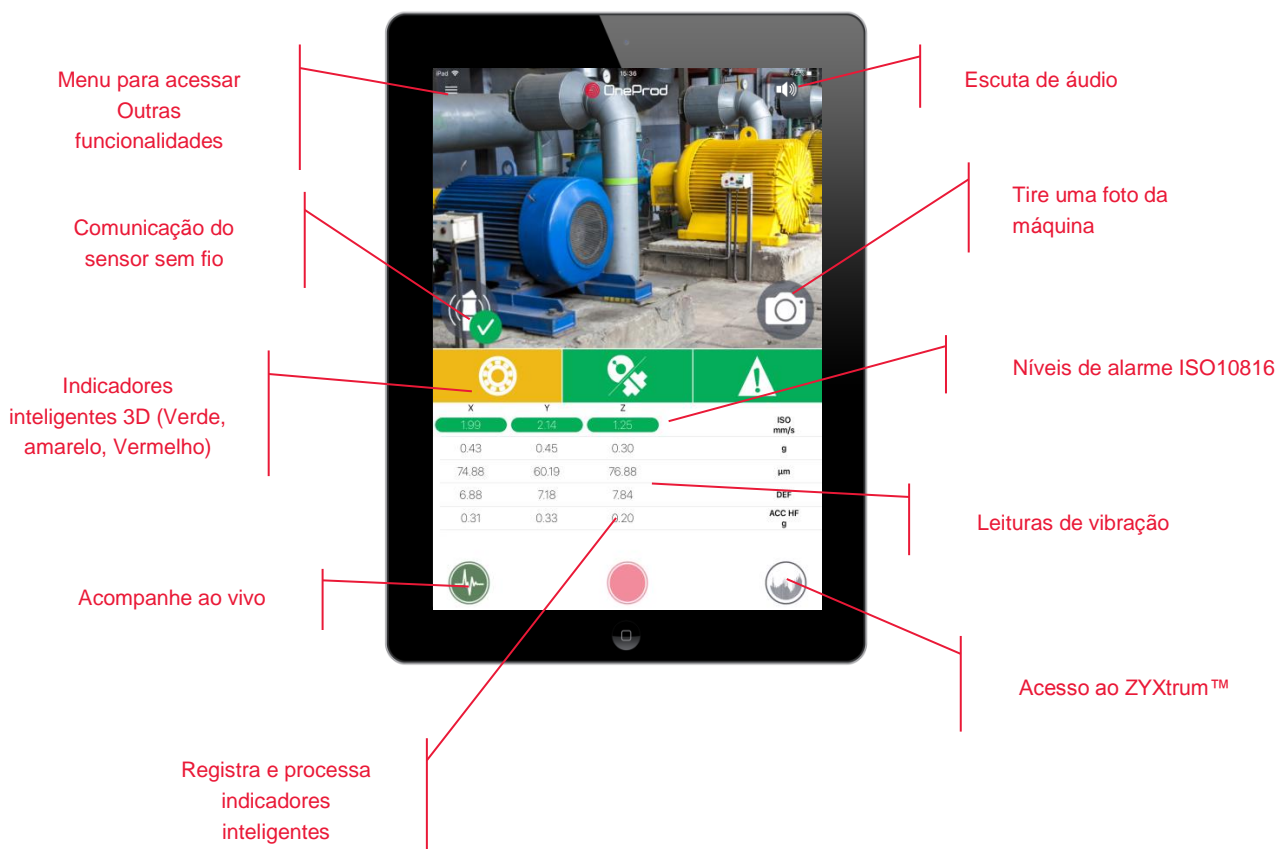 Menu para acessar
Outras
funcionalidades
Escuta de áudio
iPad
15:36
42%
OneProd
Comunicação do
sensor sem fio
Tire uma foto da
máquina
Indicadores
inteligentes 3D (Verde,
amarelo, Vermelho)
Níveis de alarme ISO10816
X Y Z
1.99 2.14 1.25 ISO
mm/s
0.43 0.45 0.30 g
74.88 60.19 76.88 µm
6.88 7.18 7.84 DEF
0.31 0.33 0.20 ACC HF
g
Leituras de vibração
Acompanhe ao vivo
Acesso ao ZYXtrum™
Registra e processa
indicadores
inteligentes